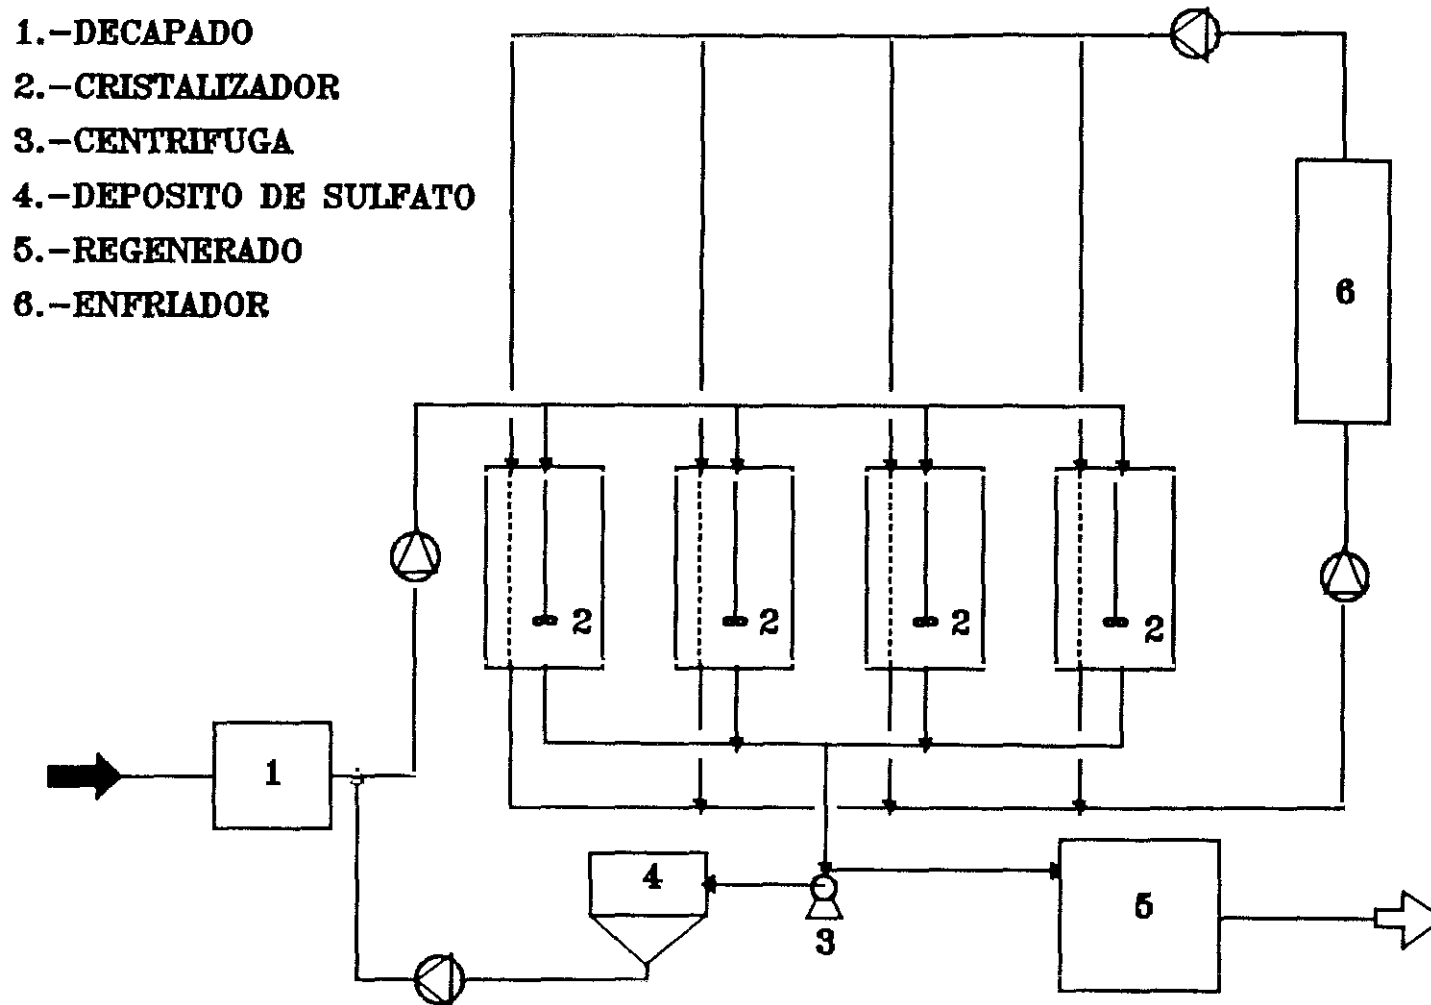 1.-DECAPADO
2.-CRISTALIZADOR
3.-CENTRIFUGA
4.-DEPOSITO DE SULFATO
5.-REGENERADO
6.-ENFRIADOR
6
2 2 2 2
1
4
5
3